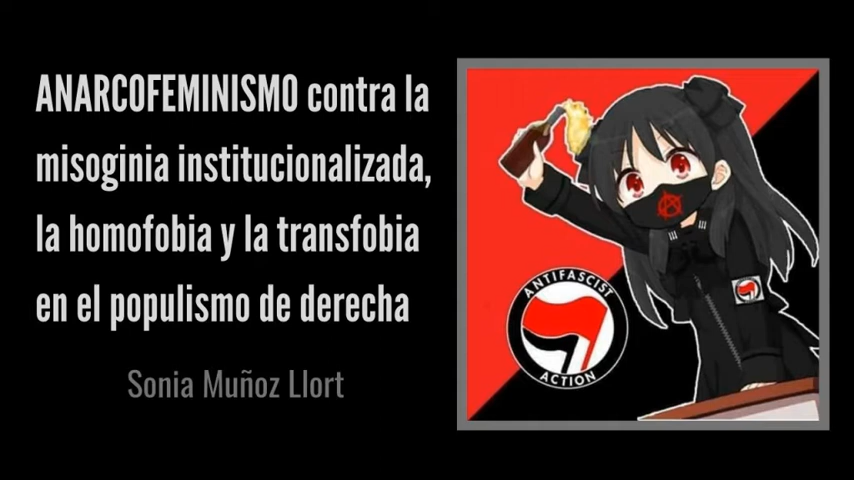 ANARCOFEMINISMO contra la
misoginia institucionalizada,
la homofobia y la transfobia
en el populismo de derecha
Sonia Muñoz Llort
ANTIFASCIST
ACTION